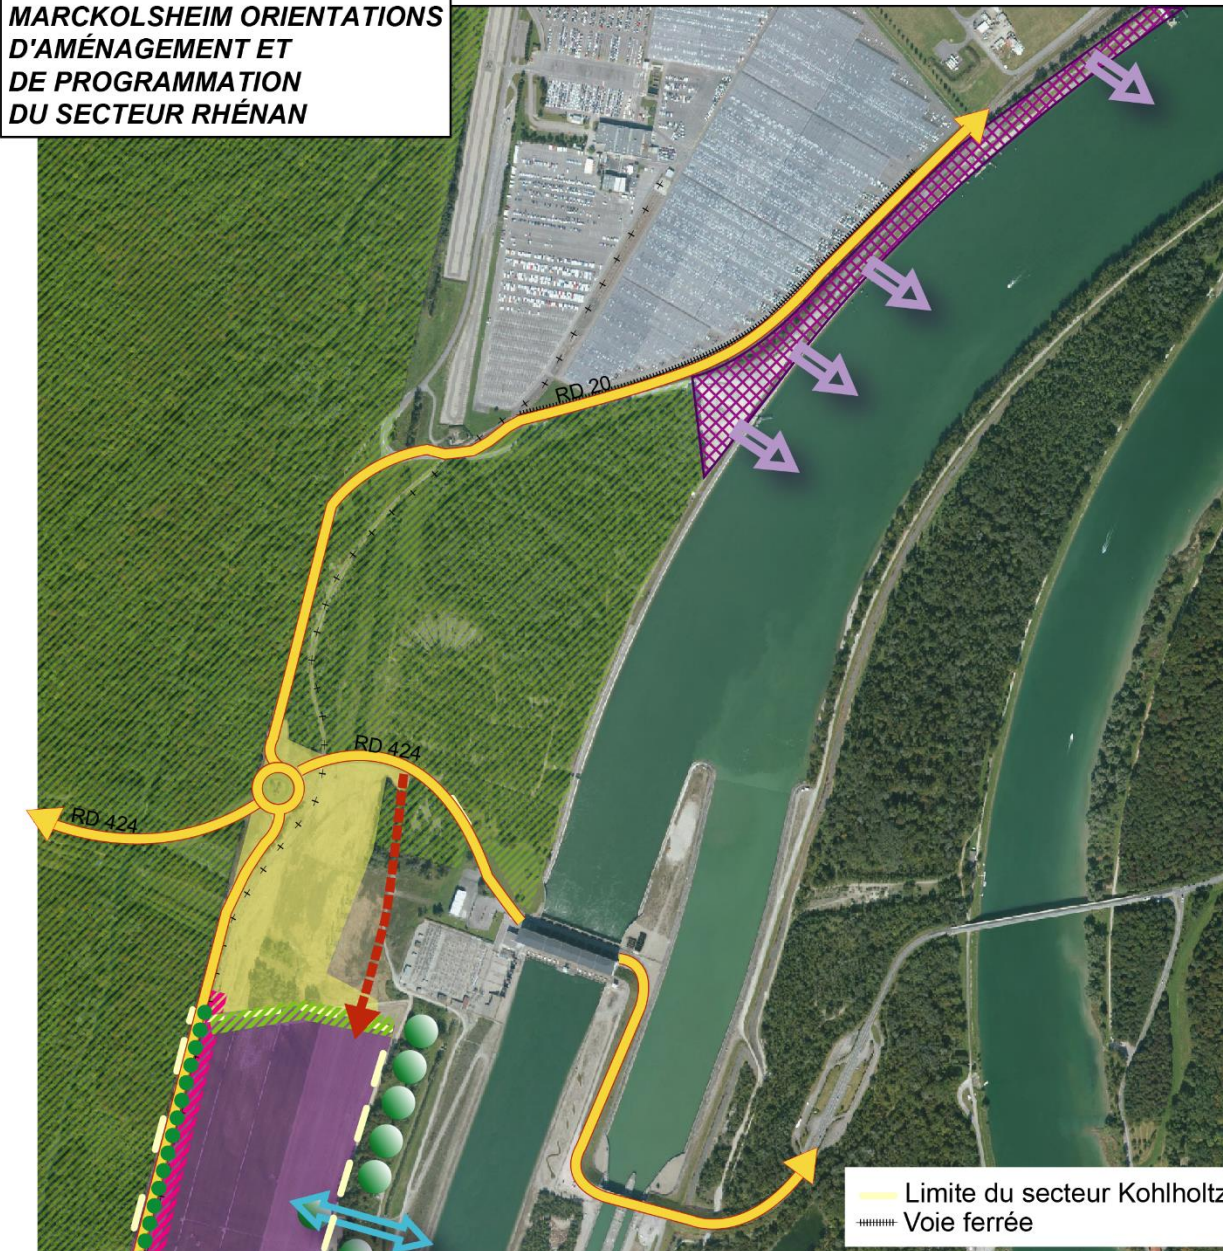 MARCKOLSHEIM ORIENTATIONS
D'AMÉNAGEMENT ET
DE PROGRAMMATION
DU SECTEUR RHÉNAN
RD 20
RD 424
RD 424
Limite du secteur Kohlholtz
Voie ferrée